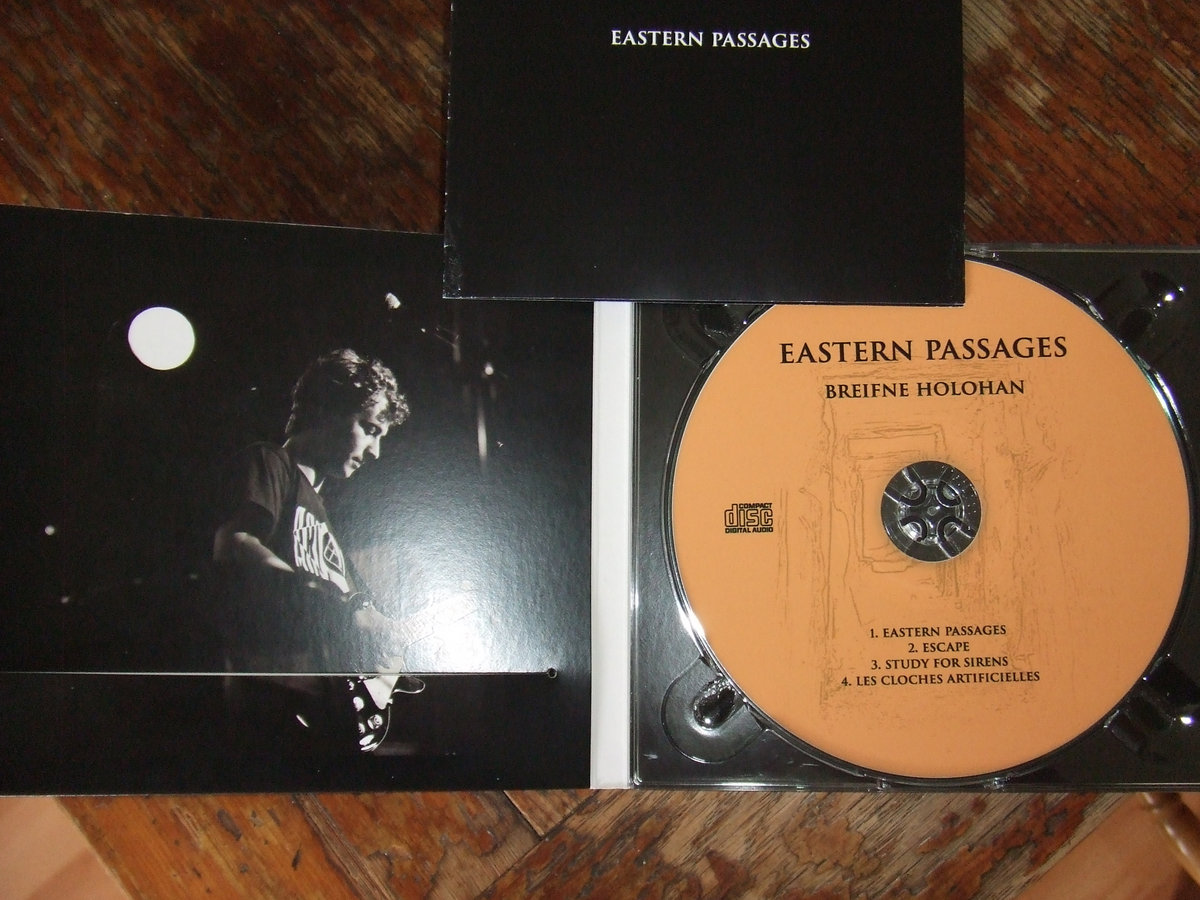 EASTERN PASSAGES
EASTERN PASSAGES
BREIFNE HOLOHAN
COMPACT
disc
DIGITAL AUDIO
1. EASTERN PASSAGES
2. ESCAPE
3. STUDY FOR SIRENS
4. LES CLOCHES ARTIFICIELLES